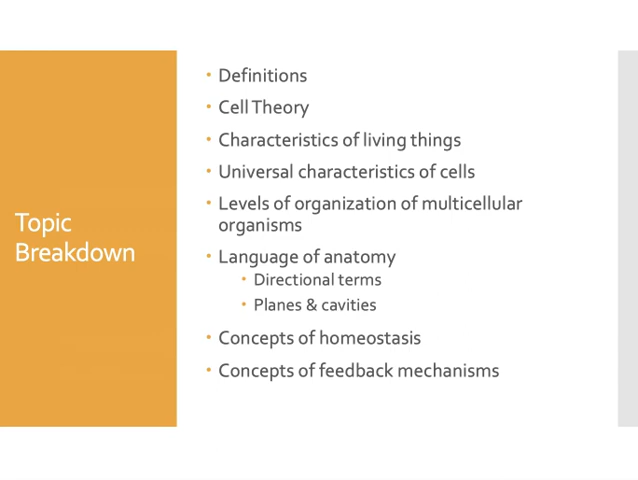 Topic
Breakdown
• Definitions
• Cell Theory
• Characteristics of living things
• Universal characteristics of cells
• Levels of organization of multicellular
organisms
• Language of anatomy
• Directional terms
• Planes & cavities
• Concepts of homeostasis
• Concepts of feedback mechanisms